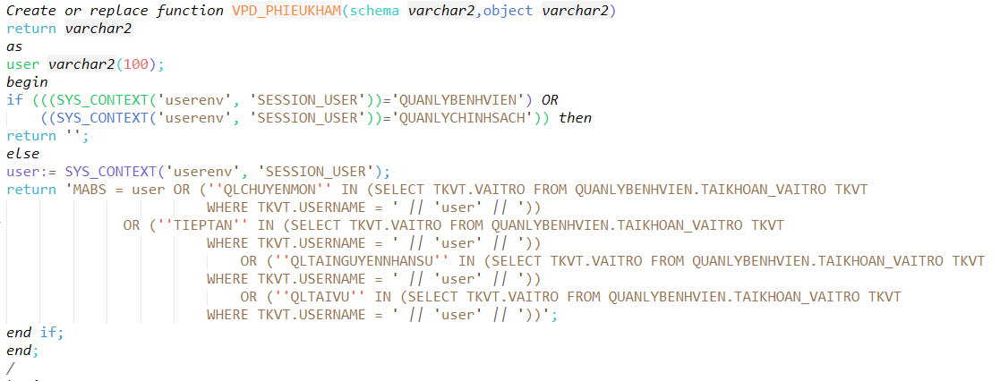 Create or replace function VPD_PHIEUKHAM(schema varchar2,object varchar2)
return varchar2
as
user varchar2(100);
begin
if (((SYS_CONTEXT('userenv', 'SESSION_USER'))='QUANLYBENHVIEN') OR
((SYS_CONTEXT('userenv', 'SESSION_USER'))='QUANLYCHINHSACH')) then
return '';
else
user:= SYS_CONTEXT('userenv', 'SESSION_USER');
return 'MABS = user OR (''QLCHUYENMON'' IN (SELECT TKVT.VAITRO FROM QUANLYBENHVIEN.TAIKHOAN_VAITRO TKVT
WHERE TKVT.USERNAME = ' || 'user' || '))
OR (''TIEPTAN'' IN (SELECT TKVT.VAITRO FROM QUANLYBENHVIEN.TAIKHOAN_VAITRO TKVT
WHERE TKVT.USERNAME = ' || 'user' || '))
OR (''QLTAINGUYENNHANSU'' IN (SELECT TKVT.VAITRO FROM QUANLYBENHVIEN.TAIKHOAN_VAITRO TKVT
WHERE TKVT.USERNAME = ' || 'user' || '))
OR (''QLTAIVU'' IN (SELECT TKVT.VAITRO FROM QUANLYBENHVIEN.TAIKHOAN_VAITRO TKVT
WHERE TKVT.USERNAME = ' || 'user' || '))';
end if;
end;
/